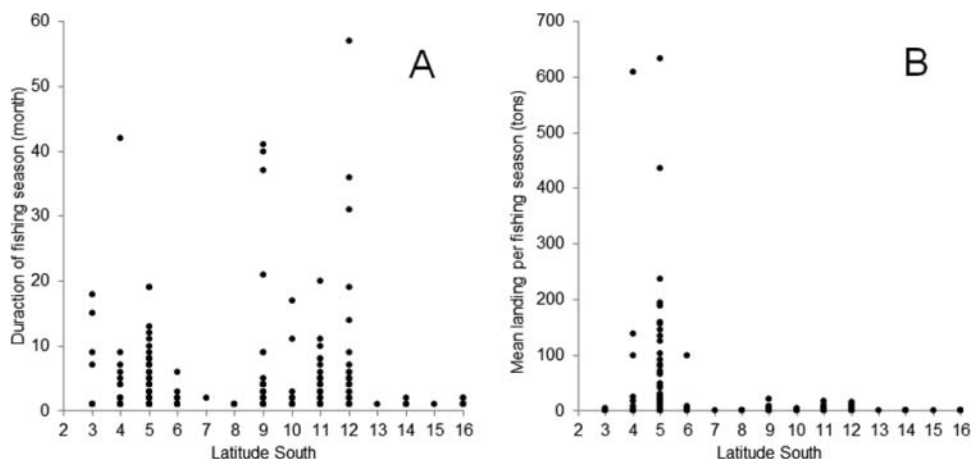 A
Duraction of fishing season (month)
60
50
40
30
20
10
0
2 3 4 5 6 7 8 9 10 11 12 13 14 15 16
Latitude South
B
Mean landing per fishing season (tons)
700
600
500
400
300
200
100
0
2 3 4 5 6 7 8 9 10 11 12 13 14 15 16
Latitude South